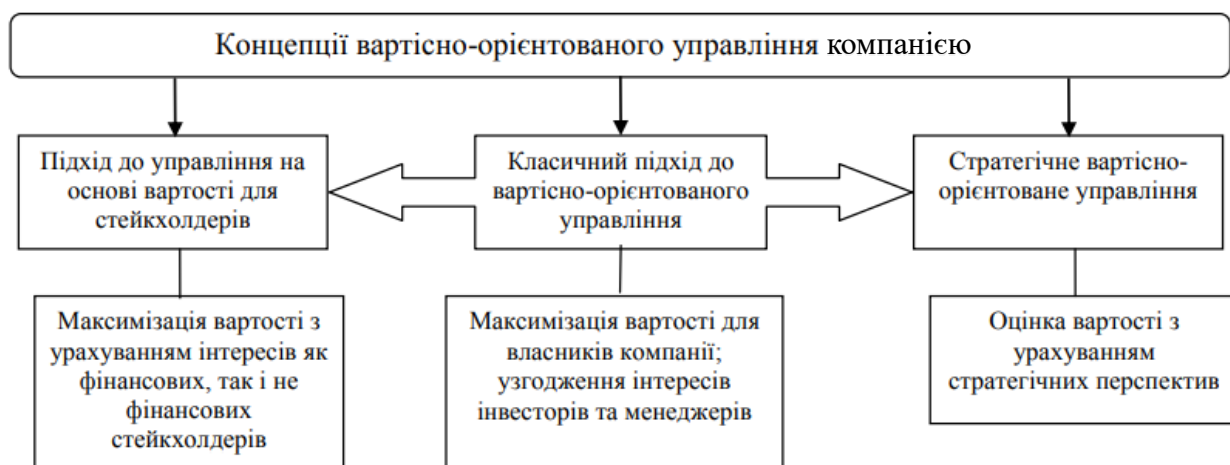 Концепції вартісно-орієнтованого управління компанією
Підхід до управління на
основі вартості для
стейкхолдерів
Класичний підхід до
вартісно-орієнтованого
управління
Стратегічне вартісно-
орієнтоване управління
Максимізація вартості з
урахуванням інтересів як
фінансових, так і не
фінансових
стейкхолдерів
Максимізація вартості для
власників компанії;
узгодження інтересів
інвесторів та менеджерів
Оцінка вартості з
урахуванням
стратегічних перспектив